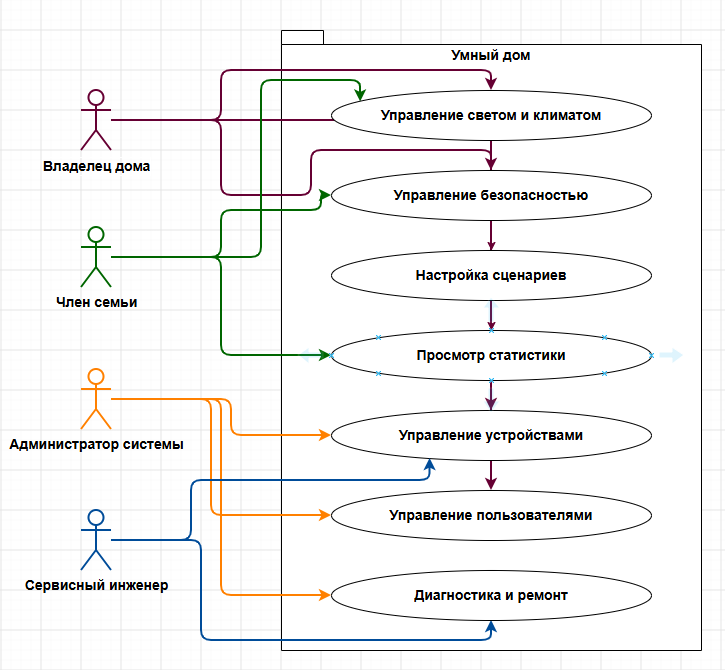 Умный дом
Управление светом и климатом
Владелец дома
Управление безопасностью
Настройка сценариев
Член семьи
Просмотр статистики
Управление устройствами
Администратор системы
Управление пользователями
Сервисный инженер
Диагностика и ремонт